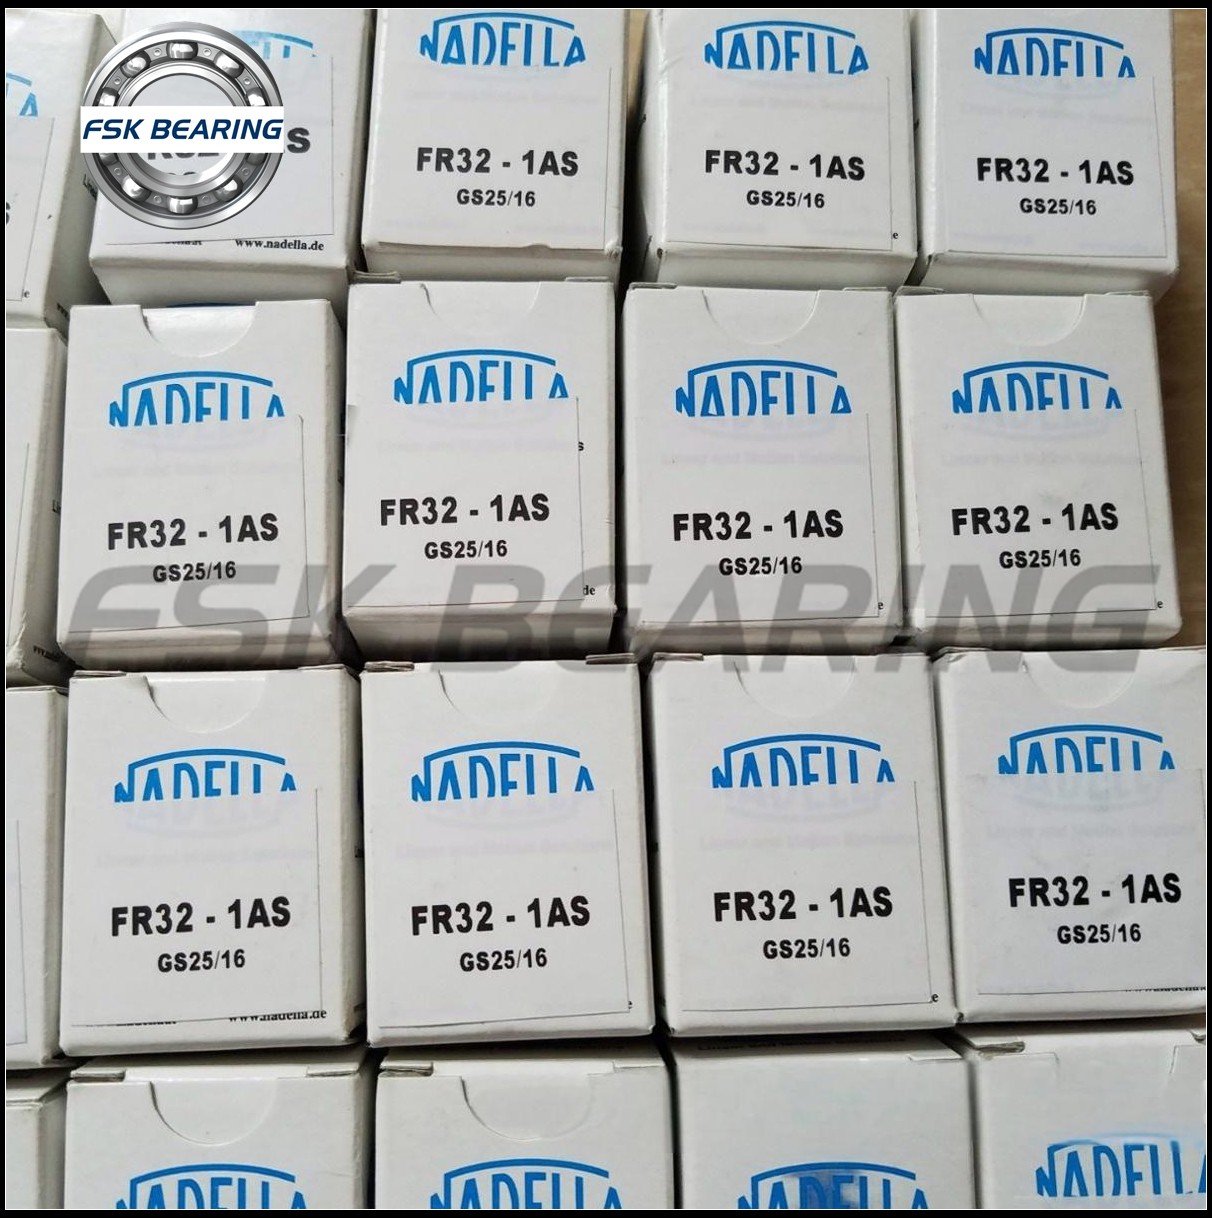 NADELLA
NADELLA
NADELLA
FSK BEARING
FR32 - 1AS
GS25/16
FR32 - 1AS
GS25/16
FR32 - 1AS
GS25/16
www.nadella.de
NADELLA
NADELLA
NADELLA
NADELLA
FR32 - 1AS
GS25/16
FR32 - 1AS
GS25/16
FR32 - 1AS
GS25/16
FR32 - 1AS
GS25/16
FSK BEARING
NADELLA
NADELLA
NADELLA
NADELLA
FR32 - 1AS
GS25/16
FR32 - 1AS
GS25/16
FR32 - 1AS
GS25/16
FR32 - 1AS
GS25/16
www.nadella.de
NADELLA
NADELLA
NADELLA
NADELLA